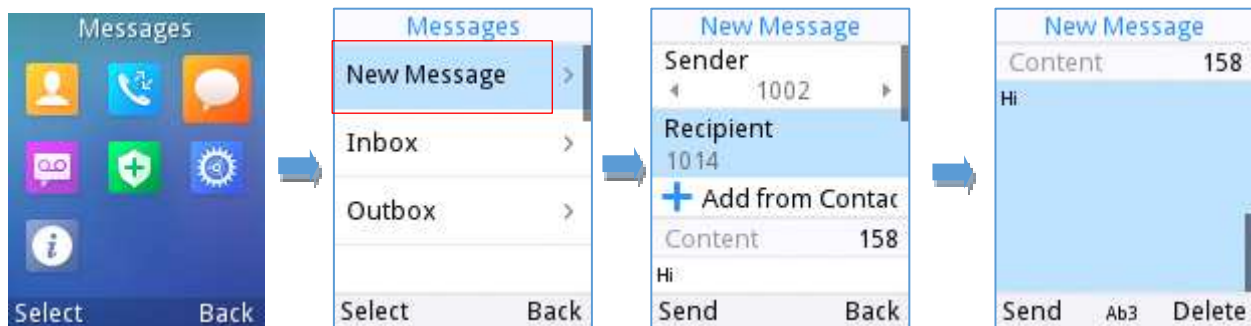 Messages
Select Back
Messages
New Message
Inbox
Outbox
Select Back
New Message
Sender
1002
Recipient
1014
Add from Contac
Content 158
Hi
Send Back
New Message
Content 158
Hi
Send Ab3 Delete